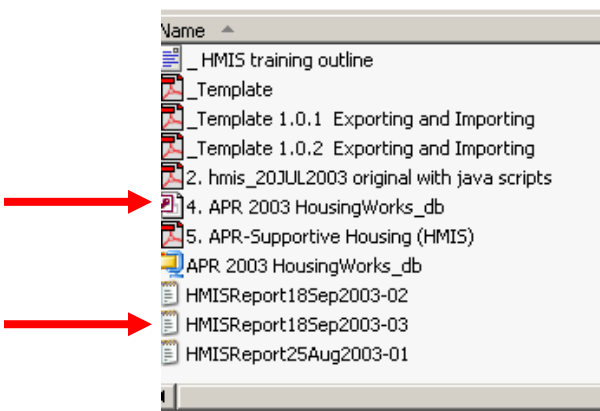 Name
_ HMIS training outline
_Template
_Template 1.0.1 Exporting and Importing
_Template 1.0.2 Exporting and Importing
2. hmis_20JUL2003 original with java scripts
4. APR 2003 HousingWorks_db
5. APR-Supportive Housing (HMIS)
APR 2003 HousingWorks_db
HMISReport18Sep2003-02
HMISReport18Sep2003-03
HMISReport25Aug2003-01